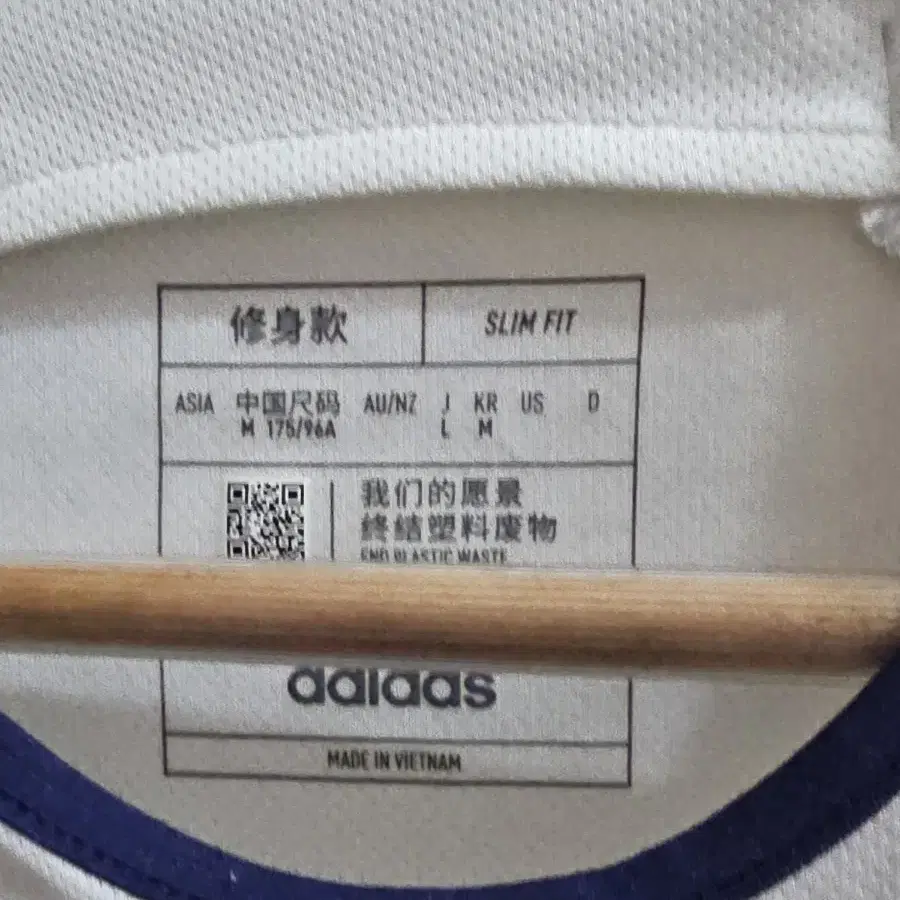 修身款 SLIM FIT
ASIA 中国尺码 AU/NZ J KR US D
M 175/96A L M
我们的愿景
终结塑料废物
END PLASTIC WASTE
adidas
MADE IN VIETNAM